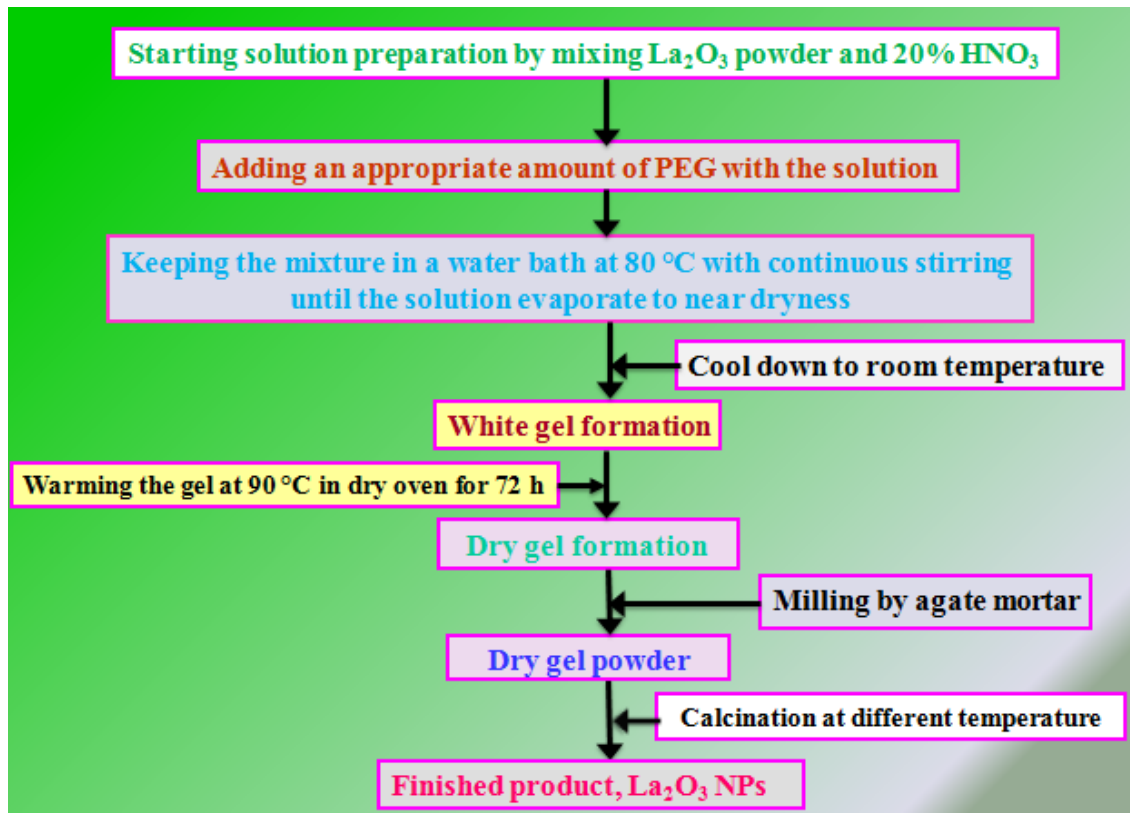 Starting solution preparation by mixing La₂O₃ powder and 20% HNO₃
Adding an appropriate amount of PEG with the solution
Keeping the mixture in a water bath at 80 °C with continuous stirring
until the solution evaporate to near dryness
Cool down to room temperature
White gel formation
Warming the gel at 90 °C in dry oven for 72 h
Dry gel formation
Milling by agate mortar
Dry gel powder
Calcination at different temperature
Finished product, La₂O₃ NPs